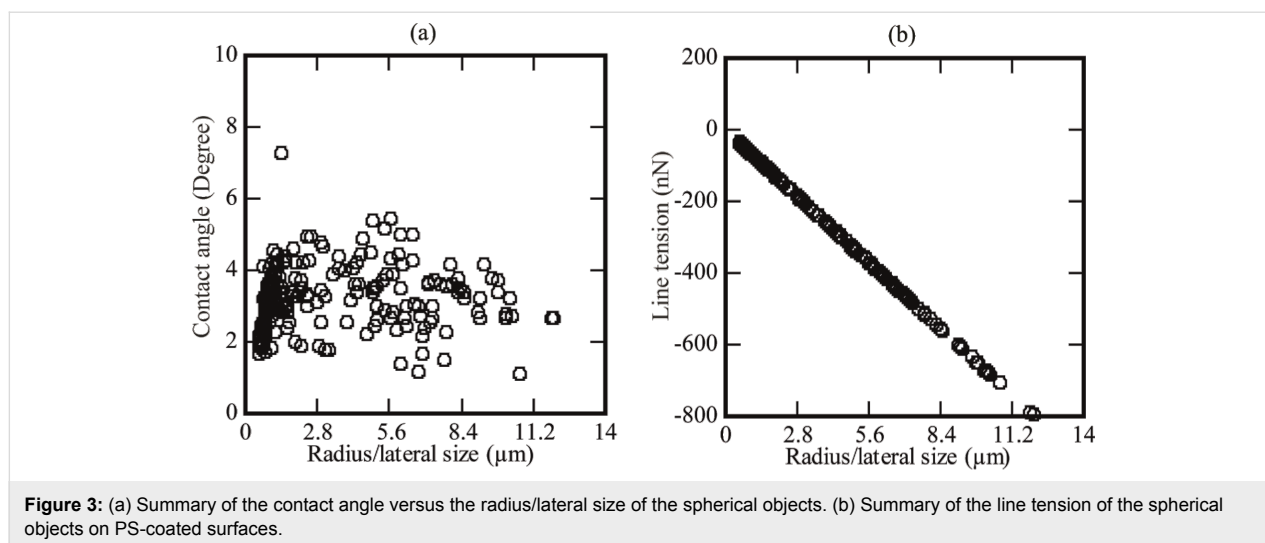 (a)
10
8
6
4
2
0
Contact angle (Degree)
0 2.8 5.6 8.4 11.2 14
Radius/lateral size (µm)
(b)
200
0
-200
-400
-600
-800
Line tension (nN)
0 2.8 5.6 8.4 11.2 14
Radius/lateral size (µm)
Figure 3: (a) Summary of the contact angle versus the radius/lateral size of the spherical objects. (b) Summary of the line tension of the spherical
objects on PS-coated surfaces.